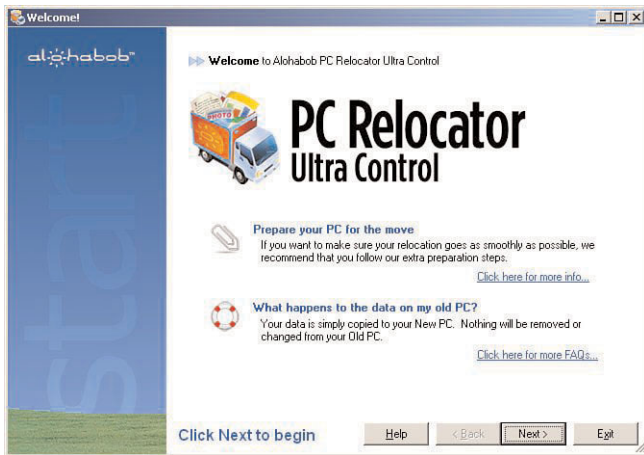 Welcome!
al·o·habob™
Welcome to Alohabob PC Relocator Ultra Control
PHOTO
PC Relocator
Ultra Control
Prepare your PC for the move
If you want to make sure your relocation goes as smoothly as possible, we
recommend that you follow our extra preparation steps.
Click here for more info...
What happens to the data on my old PC?
Your data is simply copied to your New PC. Nothing will be removed or
changed from your Old PC.
Click here for more FAQs...
start
Click Next to begin
Help
< Back
Next >
Exit